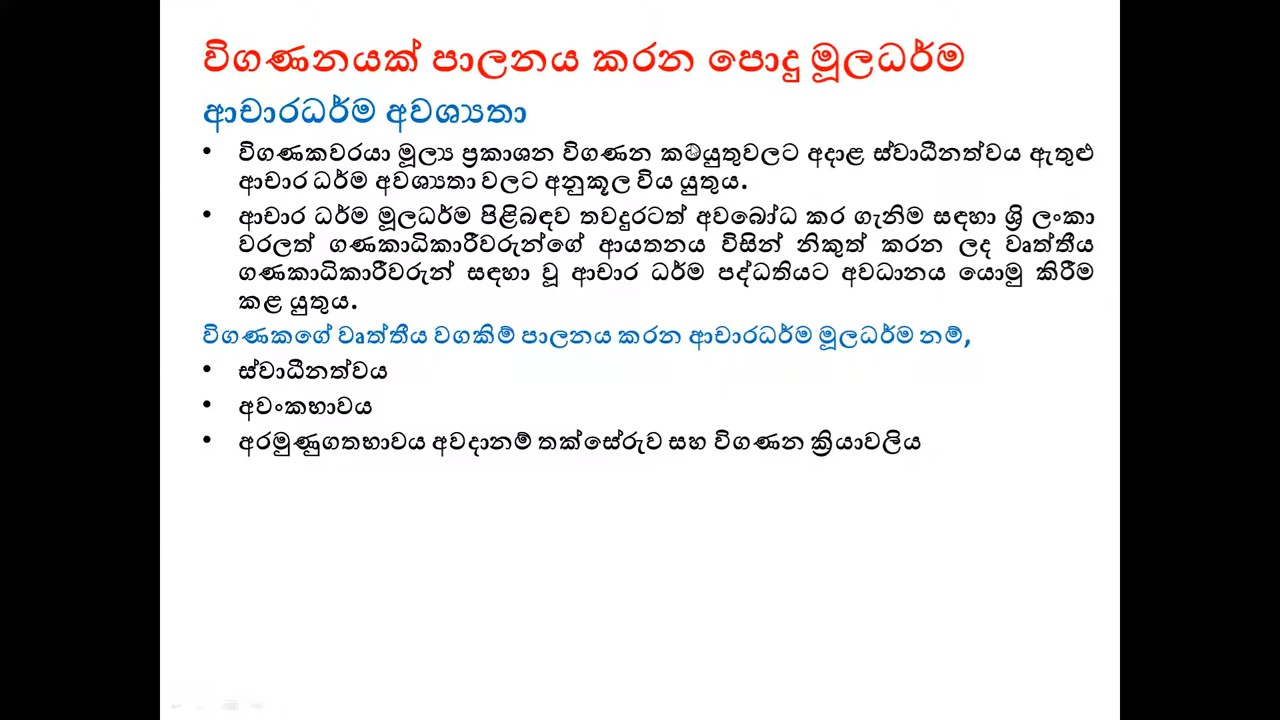 විගණනයක් පාලනය කරන පොදු මූලධර්ම
ආචාරධර්ම අවශ්‍යතා
• විගණකවරයා මූල්‍ය ප්‍රකාශන විගණන කටයුතුවලට අදාළ ස්වාධීනත්වය ඇතුළු
ආචාර ධර්ම අවශ්‍යතා වලට අනුකූල විය යුතුය.
• ආචාර ධර්ම මූලධර්ම පිළිබඳව තවදුරටත් අවබෝධ කර ගැනිම සඳහා ශ්‍රි ලංකා
වරලත් ගණකාධිකාරීවරුන්ගේ ආයතනය විසින් නිකුත් කරන ලද වෘත්තීය
ගණකාධිකාරීවරුන් සඳහා වූ ආචාර ධර්ම පද්ධතියට අවධානය යොමු කිරීම
කළ යුතුය.
විගණකගේ වෘත්තීය වගකිම් පාලනය කරන ආචාරධර්ම මූලධර්ම නම්,
• ස්වාධීනත්වය
• අවංකභාවය
• අරමුණුගතභාවය අවදානම් තක්සේරුව සහ විගණන ක්‍රියාවලිය